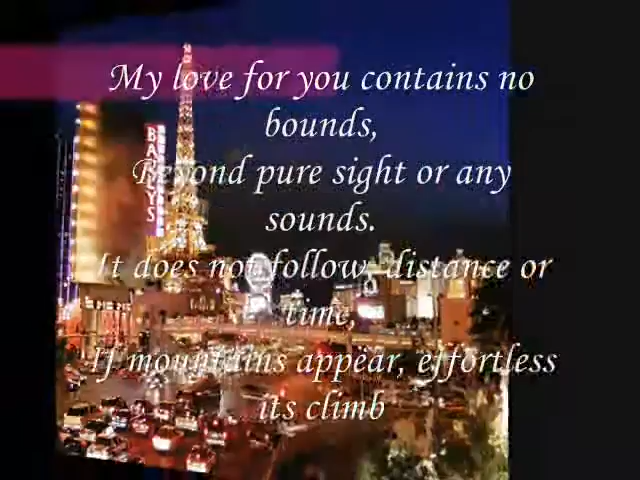 My love for you contains no
bounds,
Beyond pure sight or any
sounds.
It does not follow, distance or
time,
If mountains appear, effortless
its climb
BALLYS